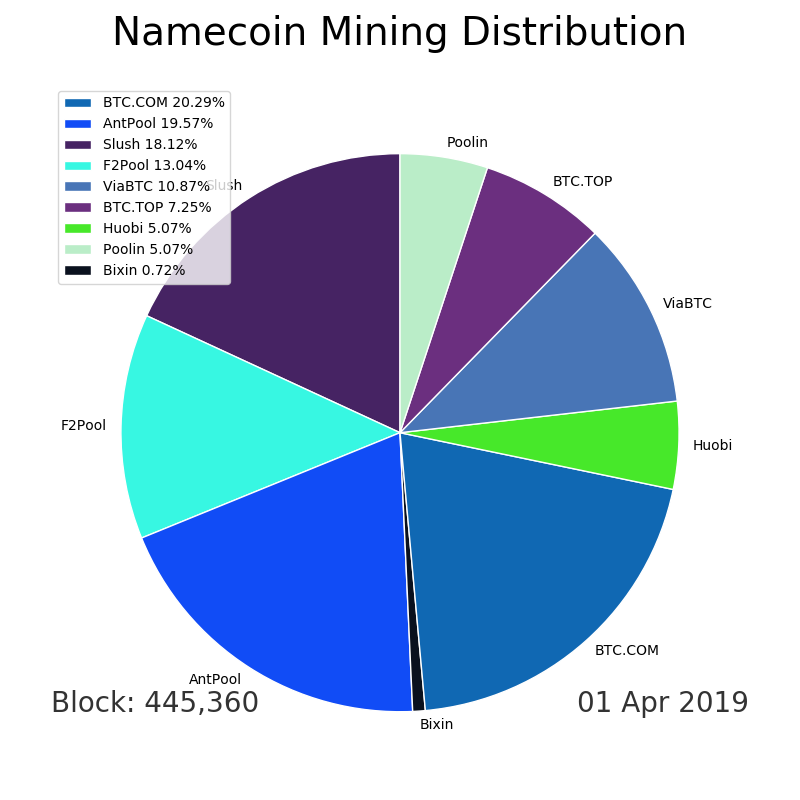 Namecoin Mining Distribution
BTC.COM 20.29%
AntPool 19.57%
Slush 18.12%
F2Pool 13.04%
ViaBTC 10.87%
BTC.TOP 7.25%
Huobi 5.07%
Poolin 5.07%
Bixin 0.72%
Poolin
BTC.TOP
Slush
ViaBTC
F2Pool
Huobi
BTC.COM
AntPool
Block: 445,360
01 Apr 2019
Bixin